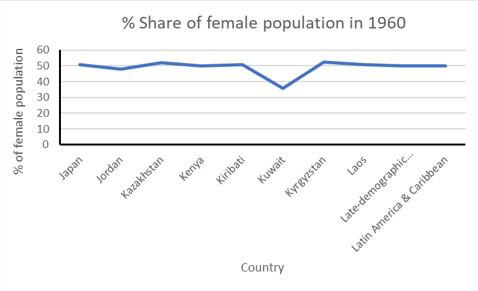 % Share of female population in 1960
% of female population
60
50
40
30
20
10
0
Japan
Jordan
Kazakhstan
Kenya
Kiribati
Kuwait
Kyrgyzstan
Laos
Late-demographic...
Latin America & Caribbean
Country